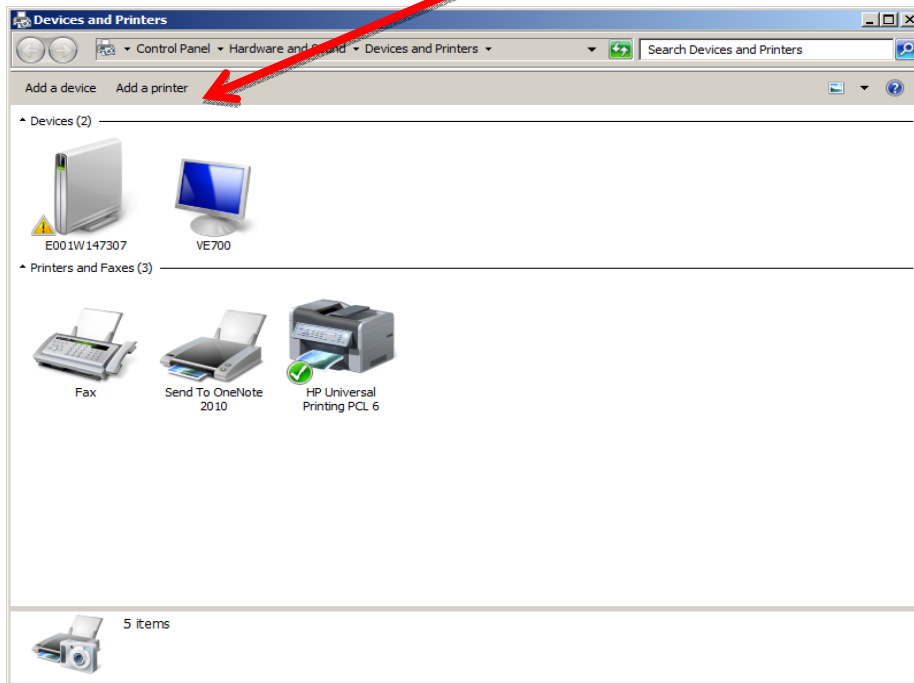 Devices and Printers
Control Panel Hardware and Sound Devices and Printers Search Devices and Printers
Add a device Add a printer
Devices (2)
E001W147307 VE700
Printers and Faxes (3)
Fax Send To OneNote 2010 HP Universal Printing PCL 6
5 items